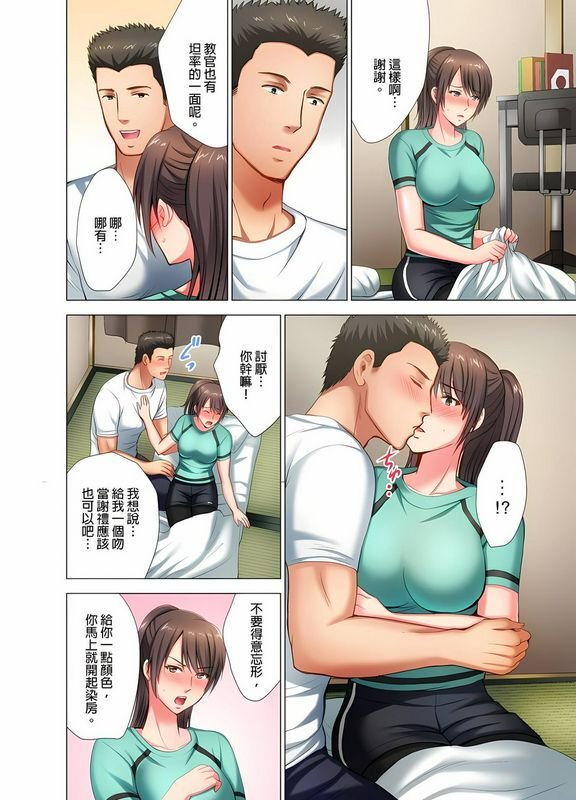 這樣啊…
謝謝。
教官也有
坦率的一面呢。
哪…
哪有…
…!?
ちゅっ
討厭…
你幹嘛！
我想說…
給我一個吻
當謝禮應該
也可以吧…
不要得意忘形，
給你一點顏色，
你馬上就開起染房。